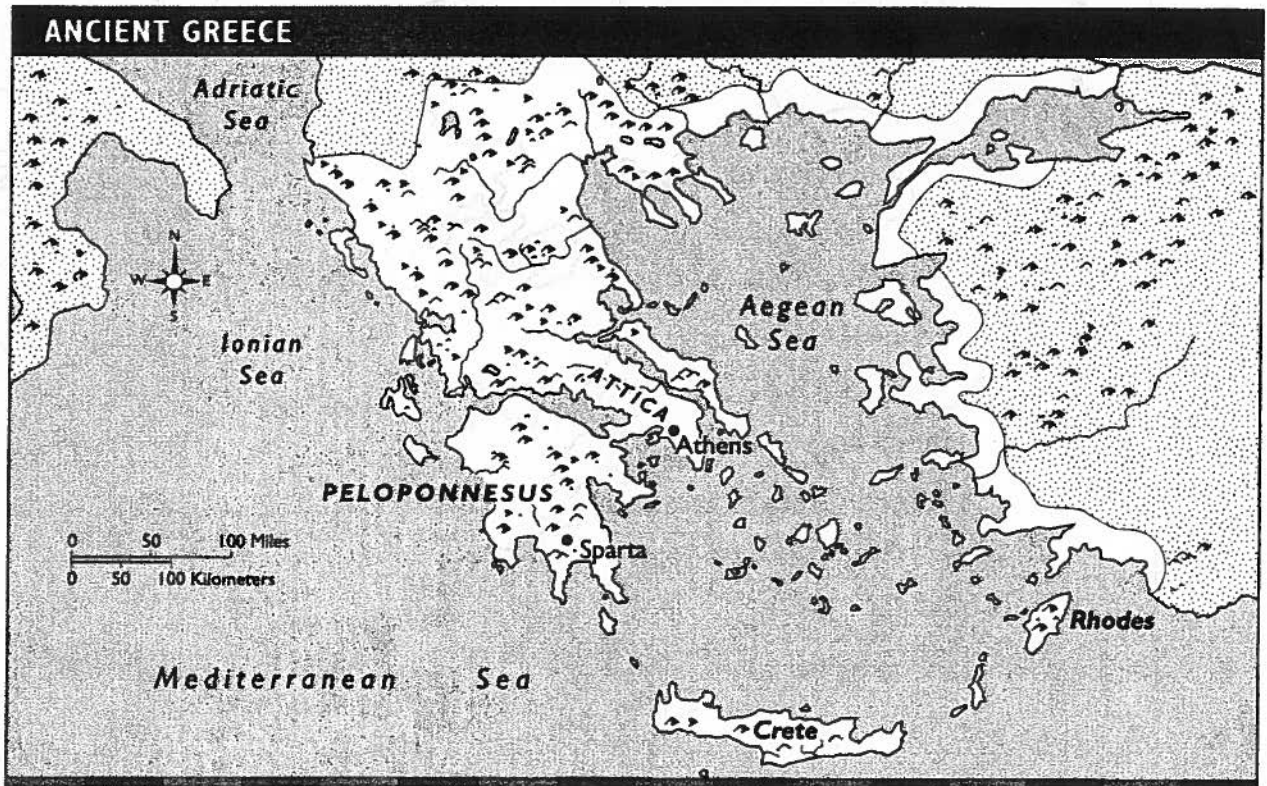 ANCIENT GREECE
Adriatic
Sea
N
W E
S
Ionian
Sea
Aegean
Sea
ATTICA
Athens
PELOPONNESUS
Sparta
0 50 100 Miles
0 50 100 Kilometers
Rhodes
Mediterranean Sea
Crete